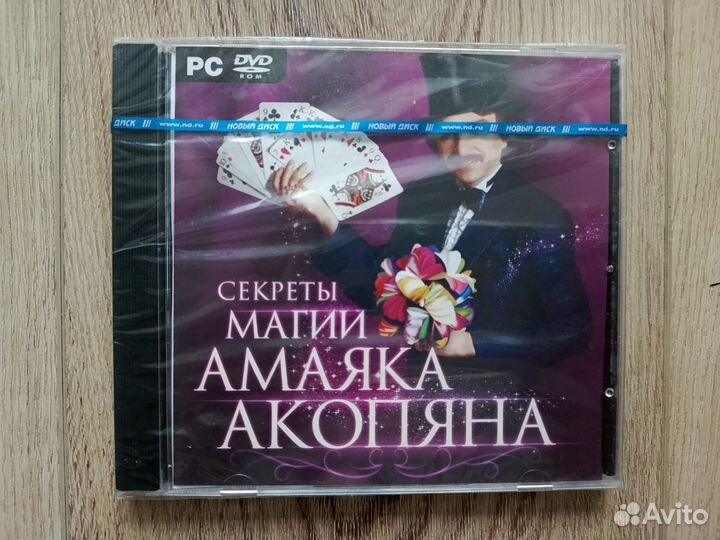 PC DVD
ROM
ДИСК /// www.nd.ru /// НОВЫЙ ДИСК /// www.nd.ru /// НОВЫЙ ДИСК /// www.nd.ru /// НОВЫЙ ДИСК /// www.nd.ru
СЕКРЕТЫ
МАГИИ
АМАЯКА
АКОПЯНА
Avito